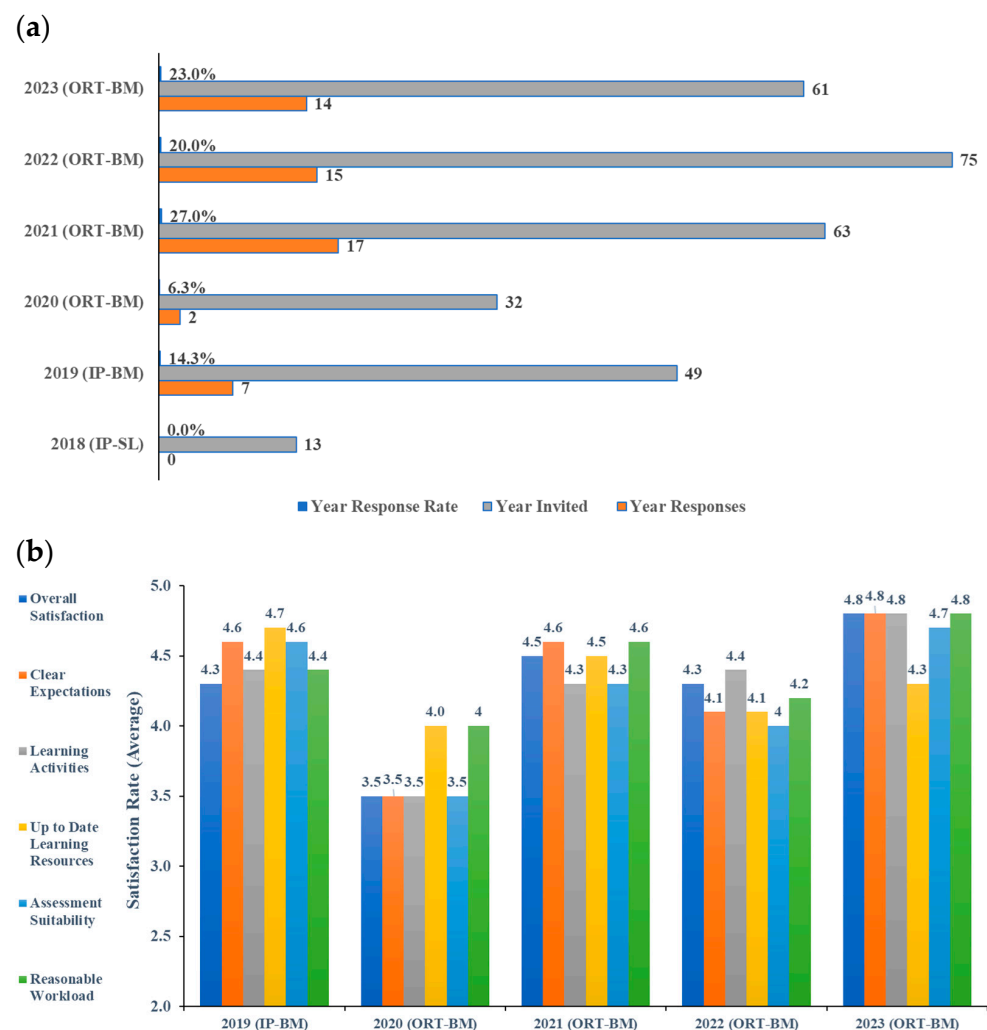 (a)
2023 (ORT-BM)
23.0%
61
14
2022 (ORT-BM)
20.0%
75
15
2021 (ORT-BM)
27.0%
63
17
2020 (ORT-BM)
6.3%
32
2
2019 (IP-BM)
14.3%
49
7
2018 (IP-SL)
0.0%
13
0
Year Response Rate Year Invited Year Responses
(b)
Overall
Satisfaction
Clear
Expectations
Learning
Activities
Up to Date
Learning
Resources
Assessment
Suitability
Reasonable
Workload
Satisfaction Rate (Average)
5.0
4.5
4.0
3.5
3.0
2.5
2.0
4.3 4.6 4.4 4.7 4.6 4.4
3.5 3.5 3.5 4.0 3.5 4
4.5 4.6 4.3 4.5 4.3 4.6
4.3 4.1 4.4 4.1 4 4.2
4.8 4.8 4.8 4.3 4.7 4.8
2019 (IP-BM) 2020 (ORT-BM) 2021 (ORT-BM) 2022 (ORT-BM) 2023 (ORT-BM)